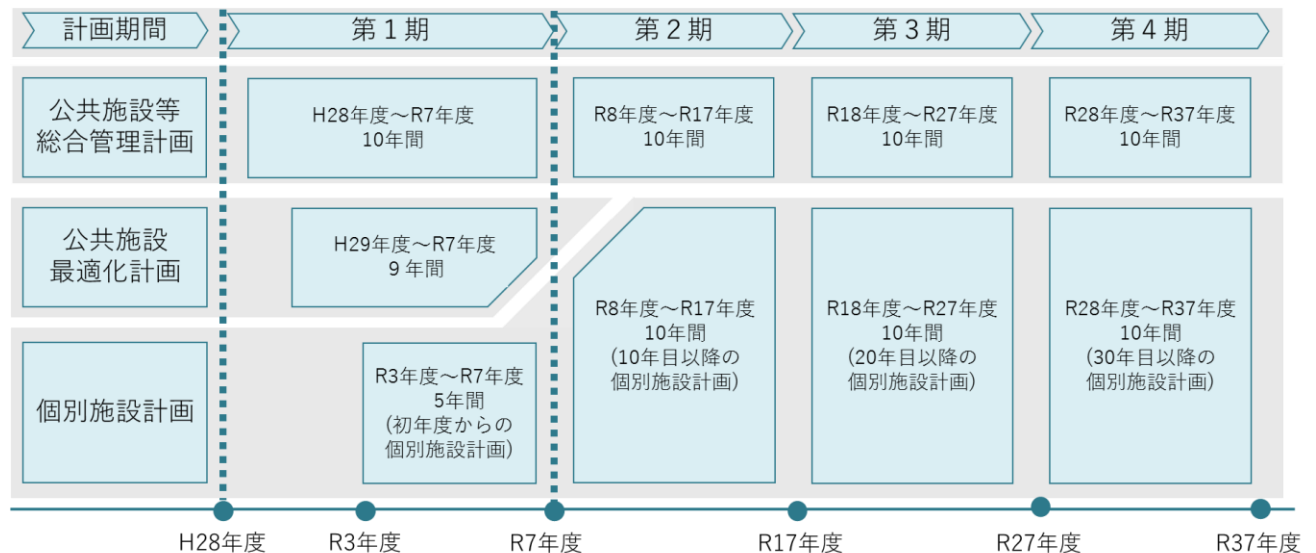 計画期間
第１期
第２期
第３期
第４期
公共施設等
総合管理計画
H28年度～R7年度
10年間
R8年度～R17年度
10年間
R18年度～R27年度
10年間
R28年度～R37年度
10年間
公共施設
最適化計画
H29年度～R7年度
９年間
個別施設計画
R3年度～R7年度
5年間
(初年度からの
個別施設計画)
R8年度～R17年度
10年間
(10年目以降の
個別施設計画)
R18年度～R27年度
10年間
(20年目以降の
個別施設計画)
R28年度～R37年度
10年間
(30年目以降の
個別施設計画)
H28年度
R3年度
R7年度
R17年度
R27年度
R37年度